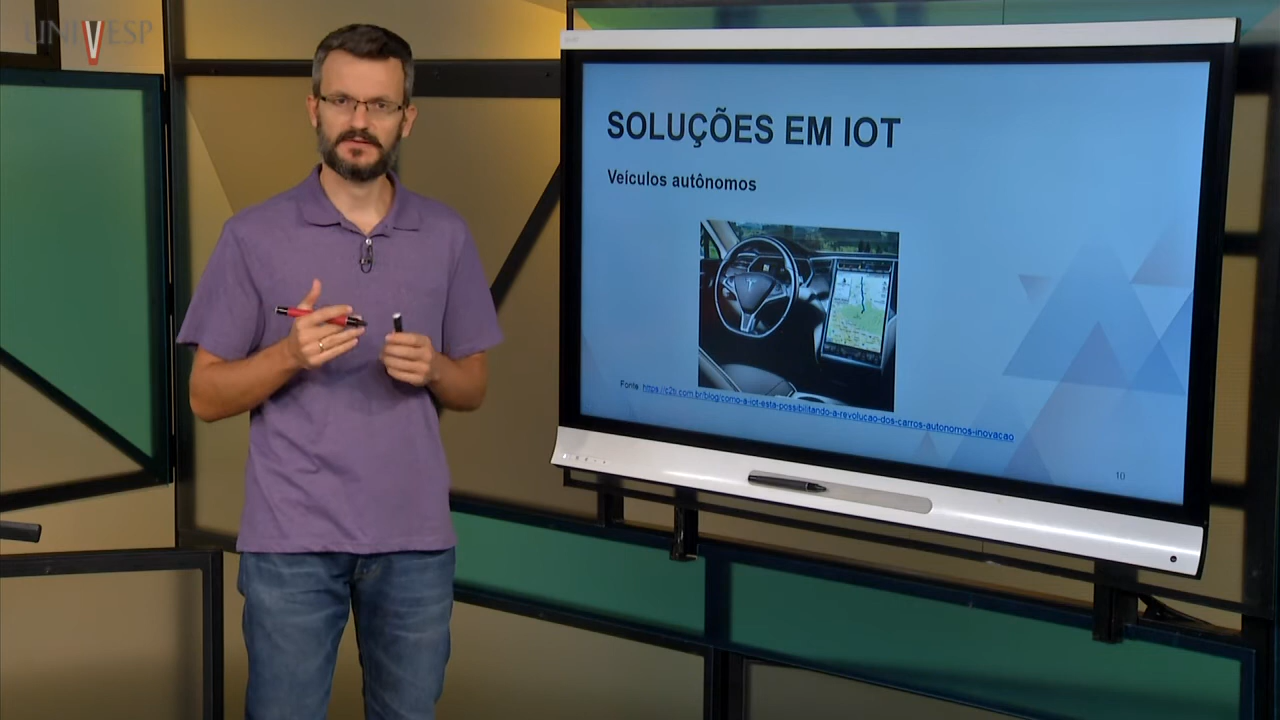 UNIVESP
SOLUÇÕES EM IOT
Veículos autônomos
Fonte: https://c2ti.com.br/blog/como-a-iot-esta-possibilitando-a-revolucao-dos-carros-autonomos-inovacao
10